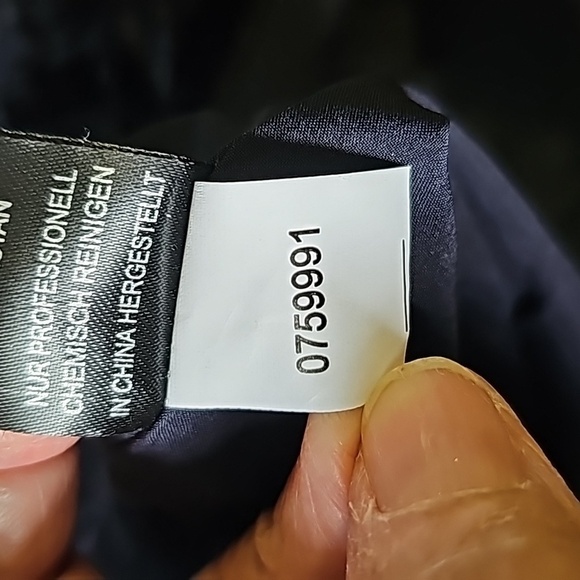 NUR PROFESSIONELL
CHEMISCH REINIGEN
IN CHINA HERGESTELLT
0759991